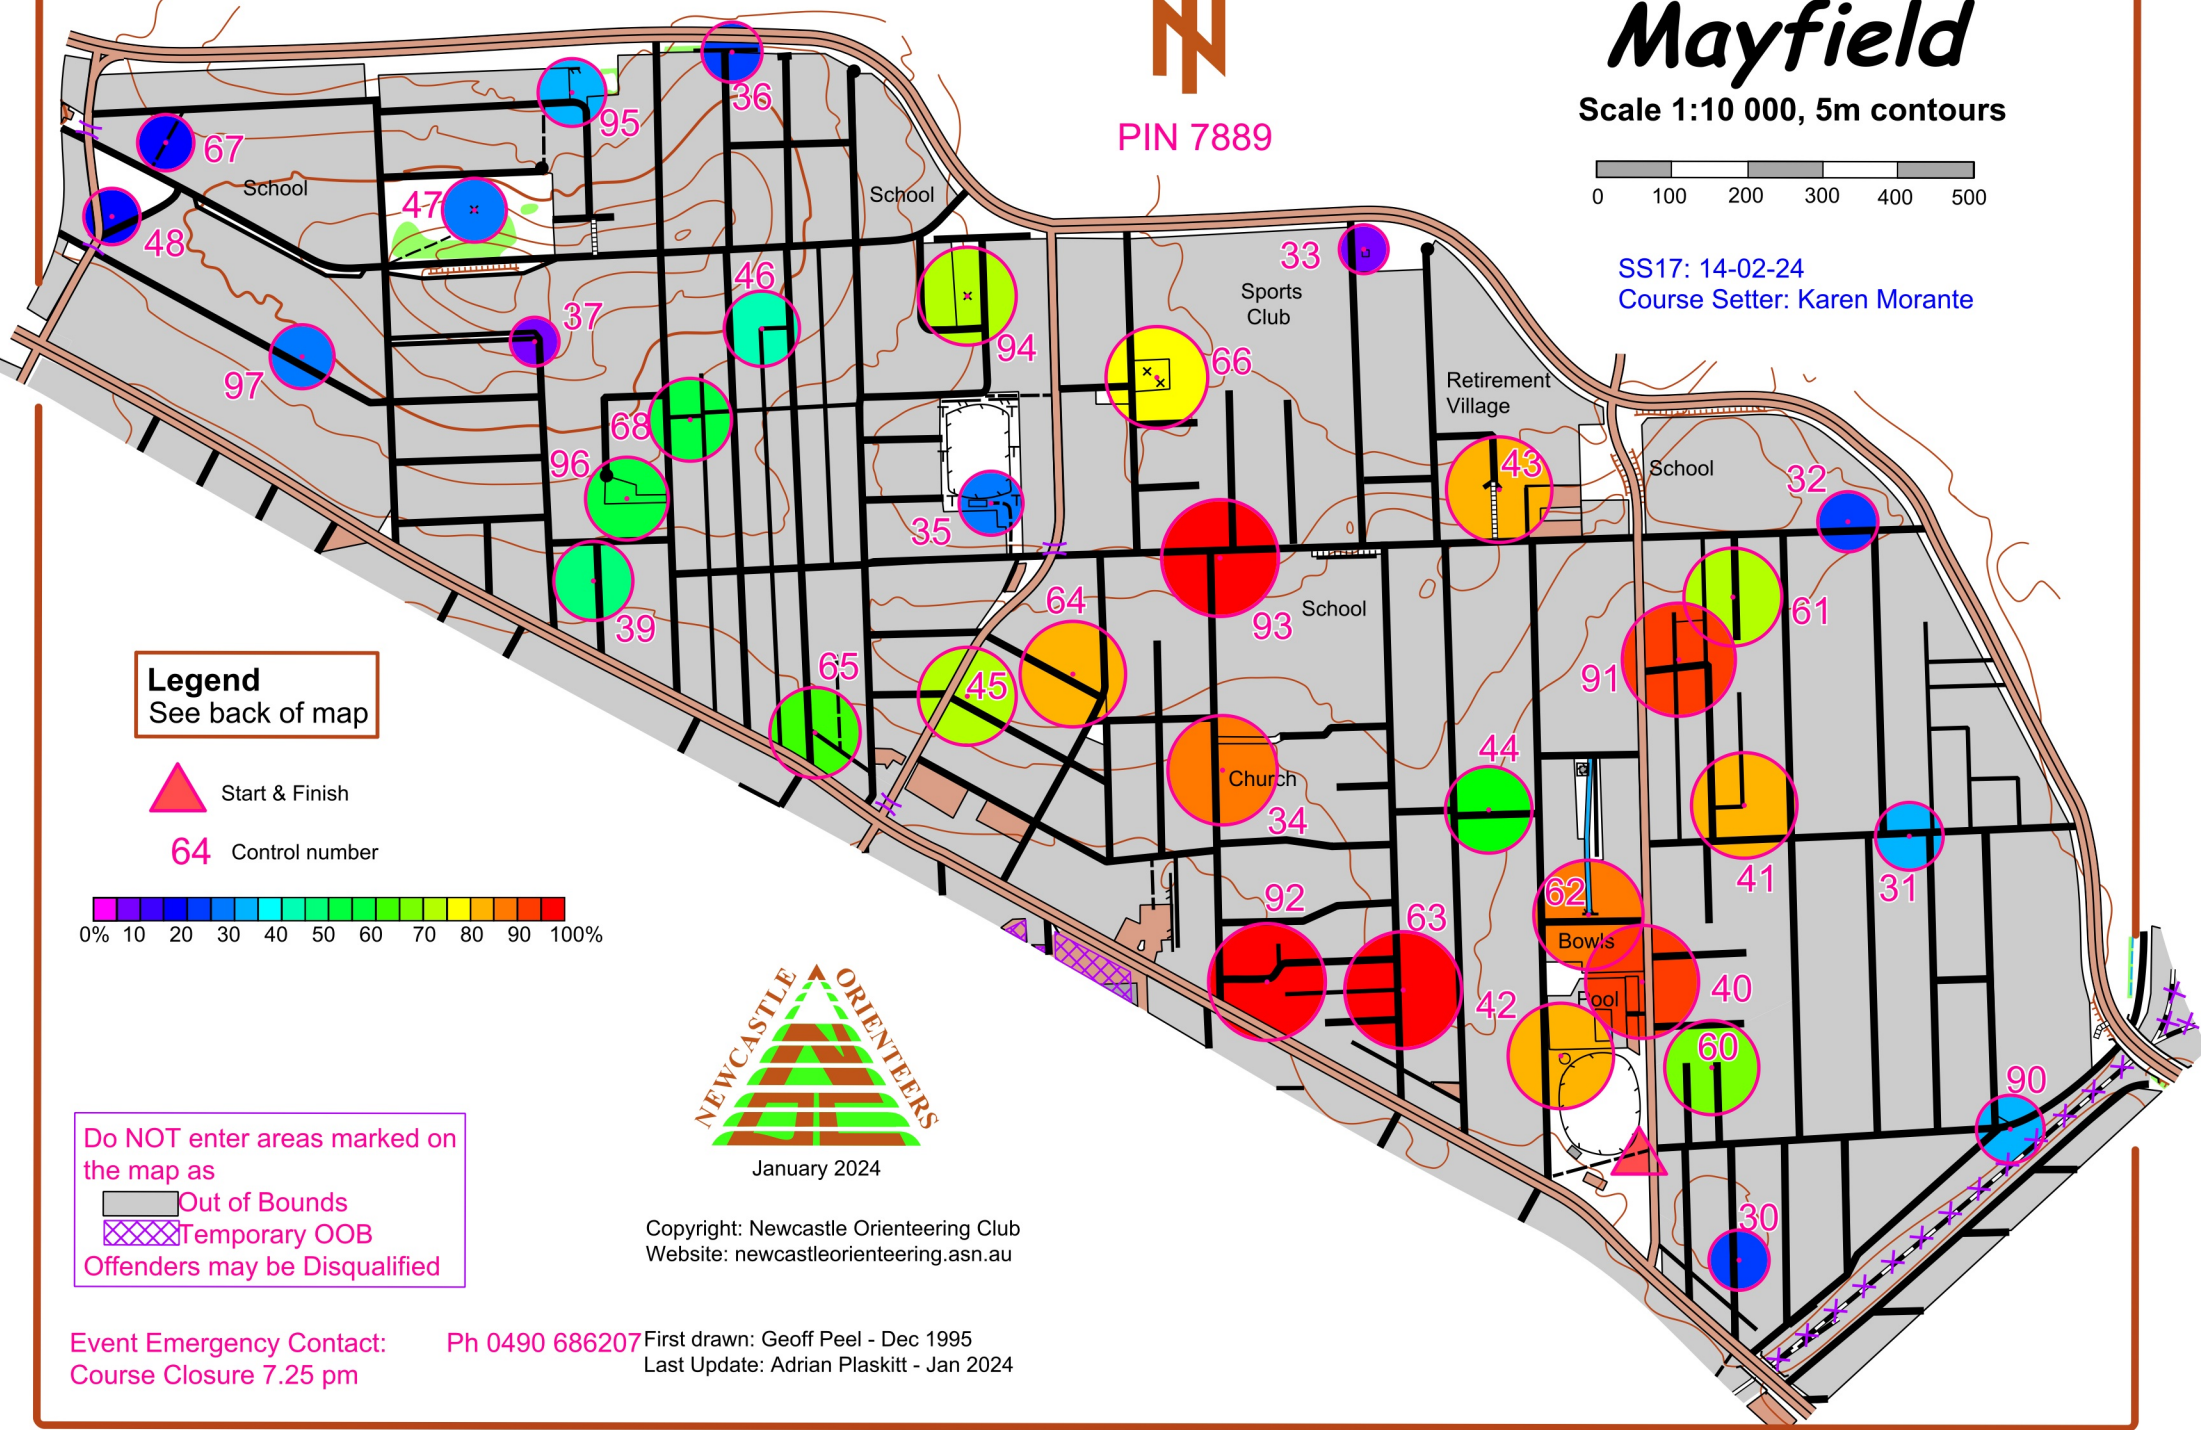 Mayfield
Scale 1:10 000, 5m contours
0 100 200 300 400 500
PIN 7889
SS17: 14-02-24
Course Setter: Karen Morante
36
95
67
School
47
48
School
33
46
Sports
Club
37
94
66
97
Retirement
Village
68
96
43
School
32
35
39
64
93
School
61
65
45
91
44
Church
34
41
31
92
62
63
Bowls
42
Pool
40
60
90
30
Legend
See back of map
Start & Finish
64 Control number
0% 10 20 30 40 50 60 70 80 90 100%
NEWCASTLE ORIENTEERS
January 2024
Do NOT enter areas marked on
the map as
Out of Bounds
Temporary OOB
Offenders may be Disqualified
Copyright: Newcastle Orienteering Club
Website: newcastleorienteering.asn.au
Event Emergency Contact: Ph 0490 686207
Course Closure 7.25 pm
First drawn: Geoff Peel - Dec 1995
Last Update: Adrian Plaskitt - Jan 2024